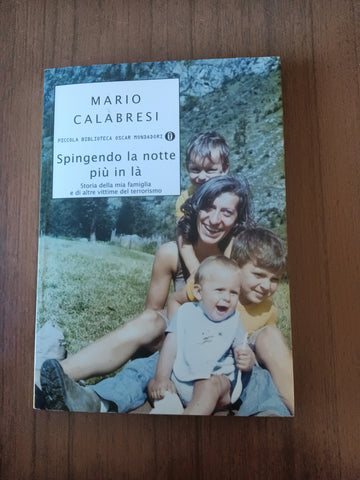 MARIO
CALABRESI
PICCOLA BIBLIOTECA OSCAR MONDADORI
Spingendo la notte
più in là
Storia della mia famiglia
e di altre vittime del terrorismo